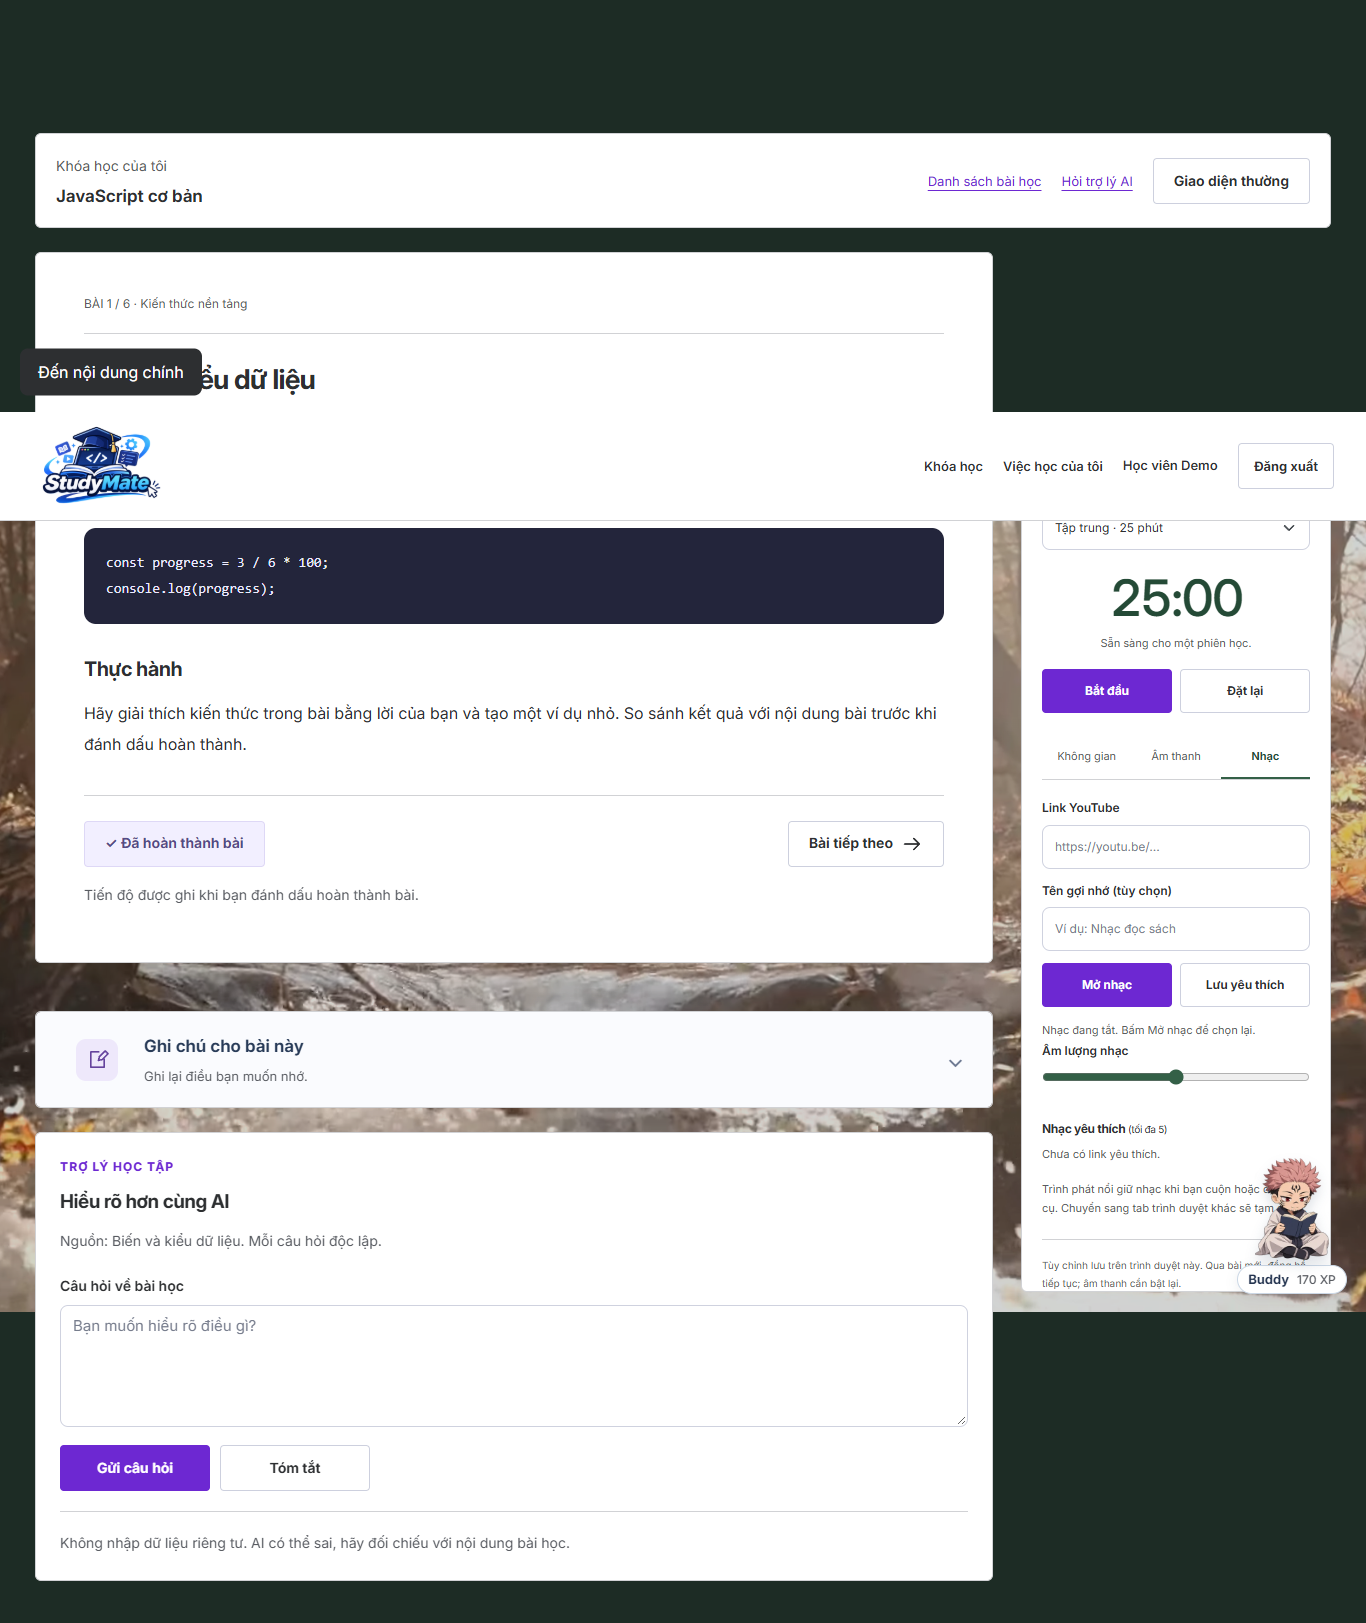 Khóa học của tôi
JavaScript cơ bản
Danh sách bài học
Hỏi trợ lý AI
Giao diện thường
BÀI 1 / 6 · Kiến thức nền tảng
Đến nội dung chính
dữ liệu
</>
StudyMate
Khóa học
Việc học của tôi
Học viên Demo
Đăng xuất
const progress = 3 / 6 * 100;
console.log(progress);
Thực hành
Hãy giải thích kiến thức trong bài bằng lời của bạn và tạo một ví dụ nhỏ. So sánh kết quả với nội dung bài trước khi
đánh dấu hoàn thành.
✓ Đã hoàn thành bài
Bài tiếp theo →
Tiến độ được ghi khi bạn đánh dấu hoàn thành bài.
Ghi chú cho bài này
Ghi lại điều bạn muốn nhớ.
TRỢ LÝ HỌC TẬP
Hiểu rõ hơn cùng AI
Nguồn: Biến và kiểu dữ liệu. Mỗi câu hỏi độc lập.
Câu hỏi về bài học
Bạn muốn hiểu rõ điều gì?
Gửi câu hỏi
Tóm tắt
Không nhập dữ liệu riêng tư. AI có thể sai, hãy đối chiếu với nội dung bài học.
Tập trung · 25 phút
25:00
Sẵn sàng cho một phiên học.
Bắt đầu
Đặt lại
Không gian
Âm thanh
Nhạc
Link YouTube
https://youtu.be/...
Tên gợi nhớ (tùy chọn)
Ví dụ: Nhạc đọc sách
Mở nhạc
Lưu yêu thích
Nhạc đang tắt. Bấm Mở nhạc để chọn lại.
Âm lượng nhạc
Nhạc yêu thích (tối đa 5)
Chưa có link yêu thích.
Trình phát nổi giữ nhạc khi bạn cuộn hoặc
cụ. Chuyển sang tab trình duyệt khác sẽ tạm
Tùy chỉnh lưu trên trình duyệt này. Qua bài mới, đồng hồ
tiếp tục; âm thanh cần bật lại.
Buddy 170 XP